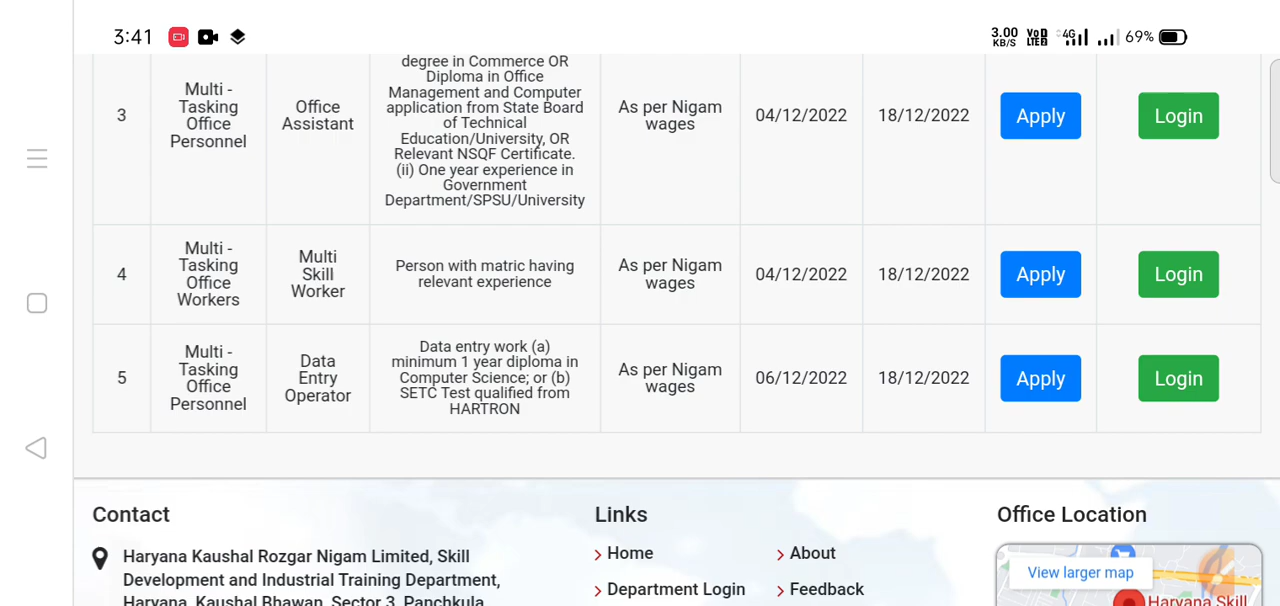 3:41
3.00 KB/S VoD LTE2 4G 69%
degree in Commerce OR
Diploma in Office
Management and Computer
application from State Board
of Technical
Education/University, OR
Relevant NSQF Certificate.
(ii) One year experience in
Government
Department/SPSU/University
3
Multi -
Tasking
Office
Personnel
Office
Assistant
As per Nigam
wages
04/12/2022
18/12/2022
Apply
Login
4
Multi -
Tasking
Office
Workers
Multi
Skill
Worker
Person with matric having
relevant experience
As per Nigam
wages
04/12/2022
18/12/2022
Apply
Login
5
Multi -
Tasking
Office
Personnel
Data
Entry
Operator
Data entry work (a)
minimum 1 year diploma in
Computer Science; or (b)
SETC Test qualified from
HARTRON
As per Nigam
wages
06/12/2022
18/12/2022
Apply
Login
Contact
Haryana Kaushal Rozgar Nigam Limited, Skill
Development and Industrial Training Department,
Haryana, Kaushal Bhawan, Sector 3, Panchkula
Links
Home
About
Department Login
Feedback
Office Location
View larger map
Haryana Skill